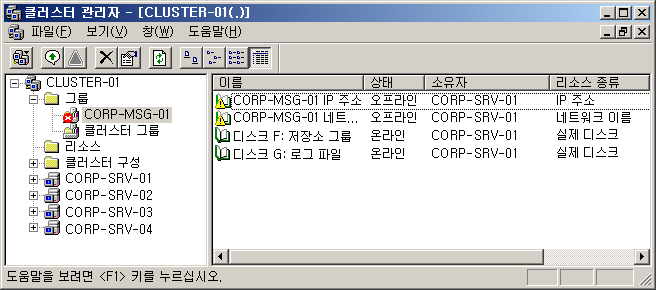 클러스터 관리자 - [CLUSTER-01(.)]
파일(F) 보기(V) 창(W) 도움말(H)
CLUSTER-01
그룹
CORP-MSG-01
클러스터 그룹
리소스
클러스터 구성
CORP-SRV-01
CORP-SRV-02
CORP-SRV-03
CORP-SRV-04
이름 상태 소유자 리소스 종류
CORP-MSG-01 IP 주소 오프라인 CORP-SRV-01 IP 주소
CORP-MSG-01 네트... 오프라인 CORP-SRV-01 네트워크 이름
디스크 F: 저장소 그룹 온라인 CORP-SRV-01 실제 디스크
디스크 G: 로그 파일 온라인 CORP-SRV-01 실제 디스크
도움말을 보려면 <F1> 키를 누르십시오.